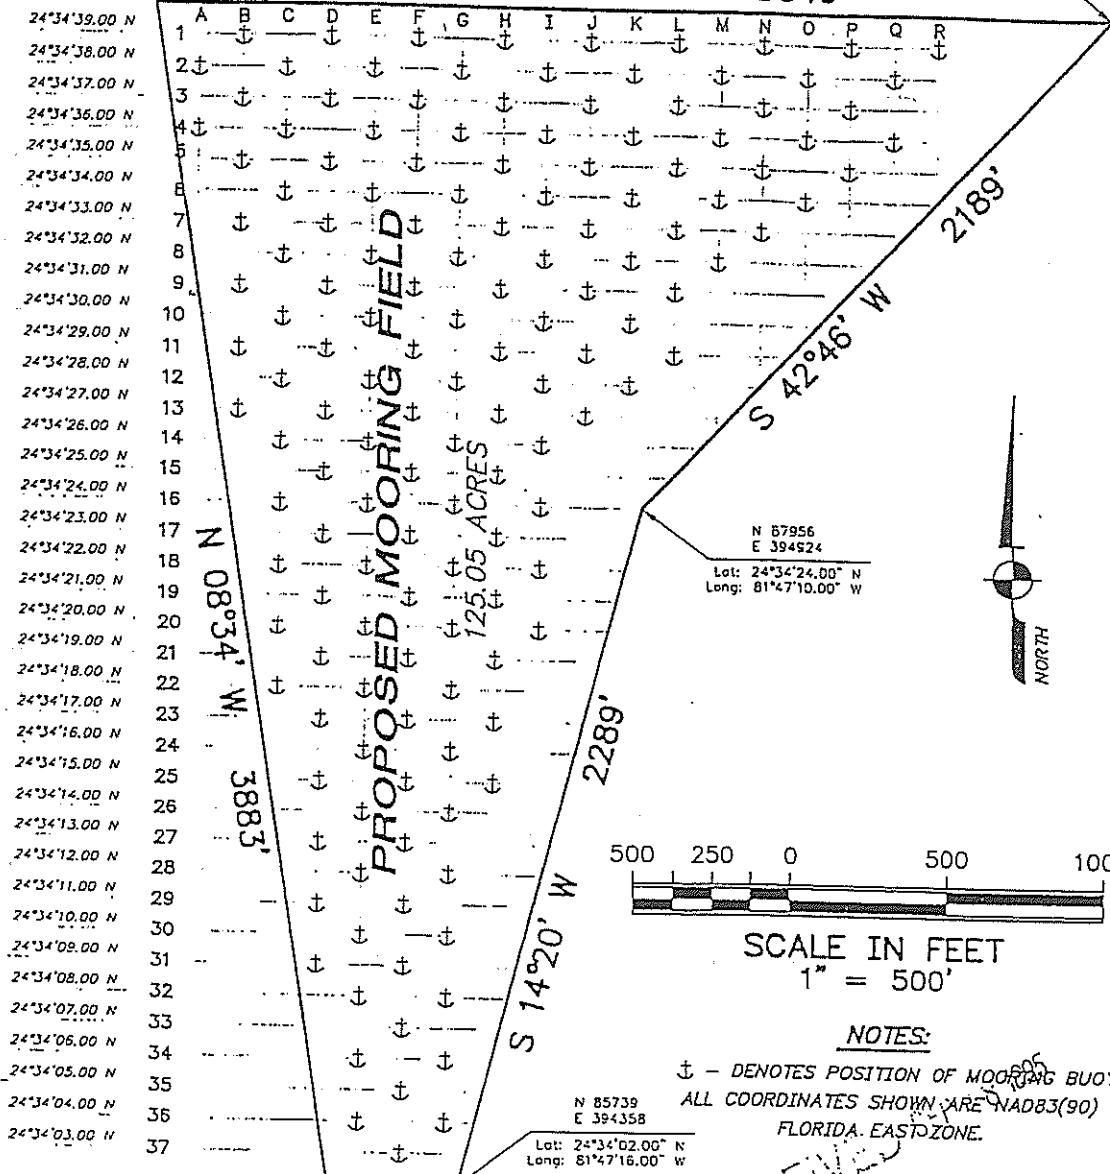 A B C D E F G H I J K L M N O P Q R
24°34'39.00 N
24°34'38.00 N
24°34'37.00 N
24°34'36.00 N
24°34'35.00 N
24°34'34.00 N
24°34'33.00 N
24°34'32.00 N
24°34'31.00 N
24°34'30.00 N
24°34'29.00 N
24°34'28.00 N
24°34'27.00 N
24°34'26.00 N
24°34'25.00 N
24°34'24.00 N
24°34'23.00 N
24°34'22.00 N
24°34'21.00 N
24°34'20.00 N
24°34'19.00 N
24°34'18.00 N
24°34'17.00 N
24°34'16.00 N
24°34'15.00 N
24°34'14.00 N
24°34'13.00 N
24°34'12.00 N
24°34'11.00 N
24°34'10.00 N
24°34'09.00 N
24°34'08.00 N
24°34'07.00 N
24°34'06.00 N
24°34'05.00 N
24°34'04.00 N
24°34'03.00 N
1
2
3
4
5
6
7
8
9
10
11
12
13
14
15
16
17
18
19
20
21
22
23
24
25
26
27
28
29
30
31
32
33
34
35
36
37
N 08°34' W 3883'
PROPOSED MOORING FIELD
125.05 ACRES
2189'
S 42°46' W
N 87956
E 394924
Lat: 24°34'24.00" N
Long: 81°47'10.00" W
2289'
S 14°20' W
NORTH
500 250 0 500 100
SCALE IN FEET
1" = 500'
NOTES:
⚓ – DENOTES POSITION OF MOORING BUOY
ALL COORDINATES SHOWN ARE NAD83(90)
FLORIDA EAST ZONE.
N 85739
E 394358
Lat: 24°34'02.00" N
Long: 81°47'16.00" W